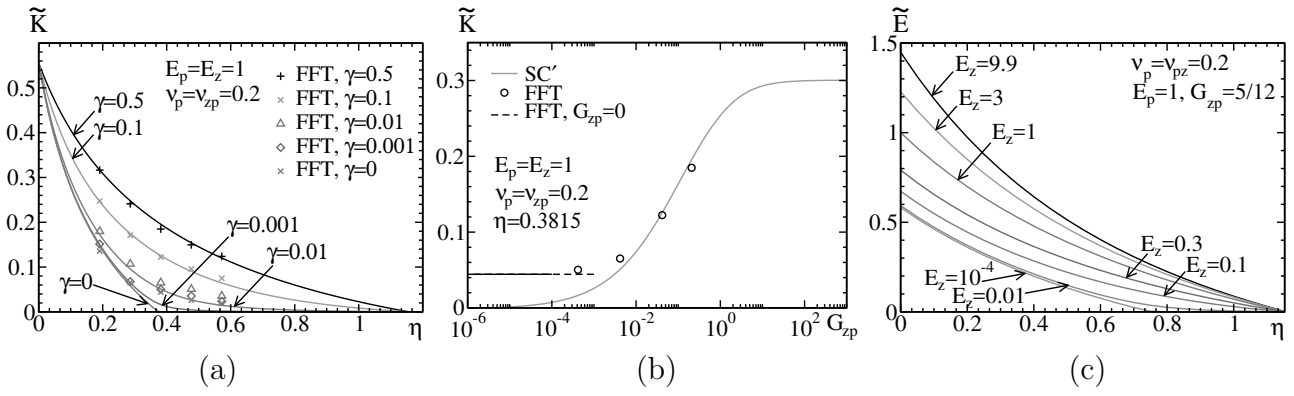 K̃
0.5
0.4
0.3
0.2
0.1
0
0 0.2 0.4 0.6 0.8 1 η
E_p=E_z=1
ν_p=ν_zp=0.2
γ=0.5
γ=0.1
FFT, γ=0.5
FFT, γ=0.1
FFT, γ=0.01
FFT, γ=0.001
FFT, γ=0
γ=0.001
γ=0.01
γ=0
(a)
K̃
0.3
0.2
0.1
0
10^-6 10^-4 10^-2 10^0 10^2 G_zp
SC′
FFT
FFT, G_zp=0
E_p=E_z=1
ν_p=ν_zp=0.2
η=0.3815
(b)
Ẽ
1.5
1
0.5
0
0 0.2 0.4 0.6 0.8 1 η
E_z=9.9
E_z=3
E_z=1
ν_p=ν_pz=0.2
E_p=1, G_zp=5/12
E_z=0.3
E_z=0.1
E_z=10^-4
E_z=0.01
(c)